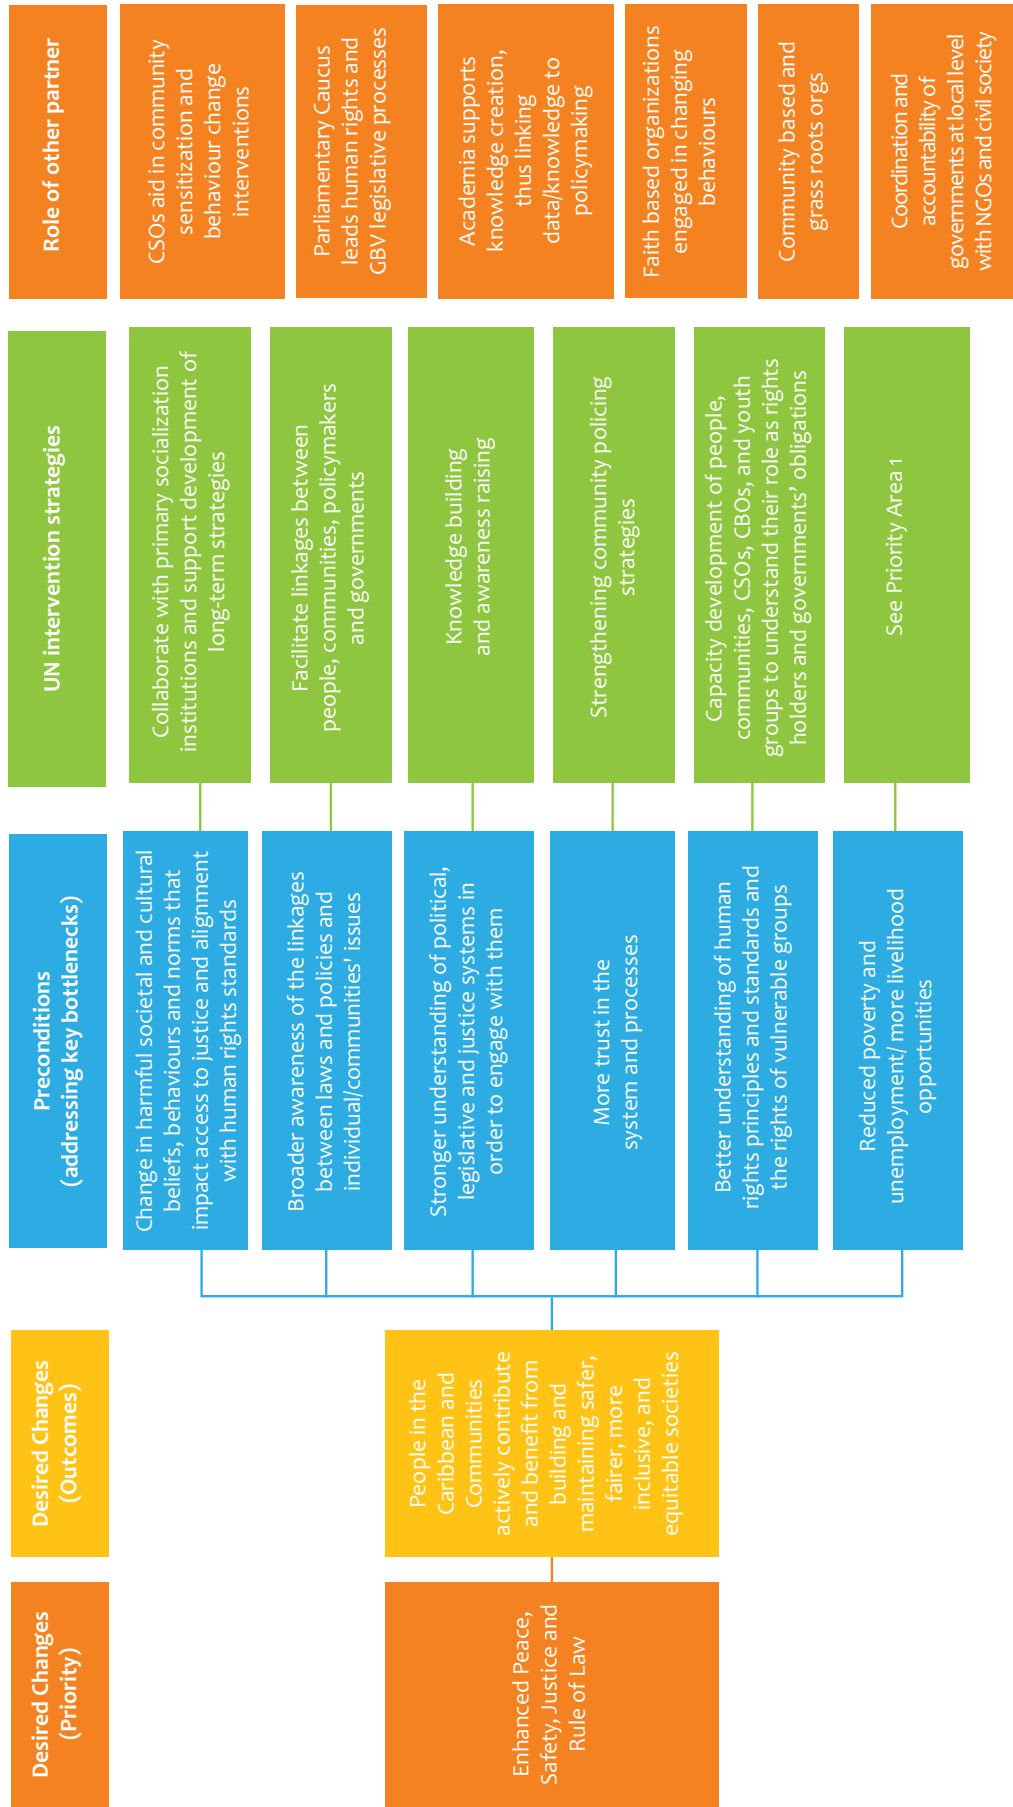 Desired Changes
(Priority)
Desired Changes
(Outcomes)
Preconditions
(addressing key bottlenecks)
UN intervention strategies
Role of other partner
Enhanced Peace,
Safety, Justice and
Rule of Law
People in the
Caribbean and
Communities
actively contribute
and benefit from
building and
maintaining safer,
fairer, more
inclusive, and
equitable societies
Change in harmful societal and cultural
beliefs, behaviours and norms that
impact access to justice and alignment
with human rights standards
Broader awareness of the linkages
between laws and policies and
individual/communities' issues
Stronger understanding of political,
legislative and justice systems in
order to engage with them
More trust in the
system and processes
Better understanding of human
rights principles and standards and
the rights of vulnerable groups
Reduced poverty and
unemployment/ more livelihood
opportunities
Collaborate with primary socialization
institutions and support development of
long-term strategies
Facilitate linkages between
people, communities, policymakers
and governments
Knowledge building
and awareness raising
Strengthening community policing
strategies
Capacity development of people,
communities, CSOs, CBOs, and youth
groups to understand their role as rights
holders and governments’ obligations
See Priority Area 1
CSOs aid in community
sensitization and
behaviour change
interventions
Parliamentary Caucus
leads human rights and
GBV legislative processes
Academia supports
knowledge creation,
thus linking
data/knowledge to
policymaking
Faith based organizations
engaged in changing
behaviours
Community based and
grass roots orgs
Coordination and
accountability of
governments at local level
with NGOs and civil society